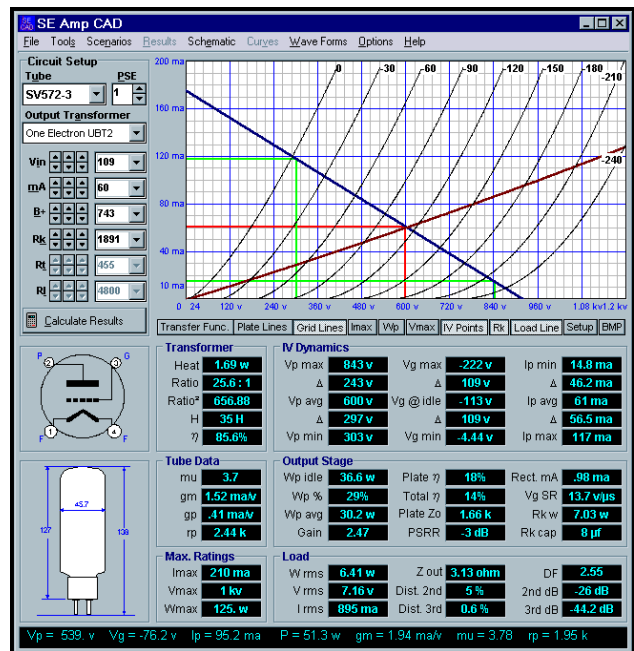 SE Amp CAD
File Tools Scenarios Results Schematic Curves Wave Forms Options Help
Circuit Setup
Tube PSE
SV572-3 1
Output Transformer
One Electron UBT2
Vin 109
mA 60
B+ 743
Rk 1891
Rt 455
Rl 4800
Calculate Results
200 ma
160 ma
120 ma
80 ma
40 ma
10 ma
0 -30 -60 -90 -120 -150 -180
-210
-240
0 24 120 v 240 v 360 v 480 v 600 v 720 v 840 v 960 v 1.08 kv 1.2 kv
Transfer Func. Plate Lines Grid Lines Imax Wp Vmax IV Points Rk Load Line Setup BMP
P 2 3 G
F 1 4 F
45.7
127 138
Transformer
Heat 1.69 w
Ratio 25.6 : 1
Ratio² 656.88
H 35 H
η 85.6%
IV Dynamics
Vp max 843 v Vg max -222 v Ip min 14.8 ma
Δ 243 v Δ 109 v Δ 46.2 ma
Vp avg 600 v Vg @ idle -113 v Ip avg 61 ma
Δ 297 v Δ 109 v Δ 56.5 ma
Vp min 303 v Vg min -4.44 v Ip max 117 ma
Tube Data
mu 3.7
gm 1.52 ma/v
gp .41 ma/v
rp 2.44 k
Output Stage
Wp idle 36.6 w Plate η 18% Rect. mA .98 ma
Wp % 29% Total η 14% Vg SR 13.7 v/µs
Wp avg 30.2 w Plate Zo 1.66 k Rk w 7.03 w
Gain 2.47 PSRR -3 dB Rk cap 8 µf
Max. Ratings
Imax 210 ma
Vmax 1 kv
Wmax 125. w
Load
W rms 6.41 w Z out 3.13 ohm DF 2.55
V rms 7.16 v Dist. 2nd 5 % 2nd dB -26 dB
I rms 895 ma Dist. 3rd 0.6 % 3rd dB -44.2 dB
Vp = 539. v Vg = -76.2 v Ip = 95.2 ma P = 51.3 w gm = 1.94 ma/v mu = 3.78 rp = 1.95 k